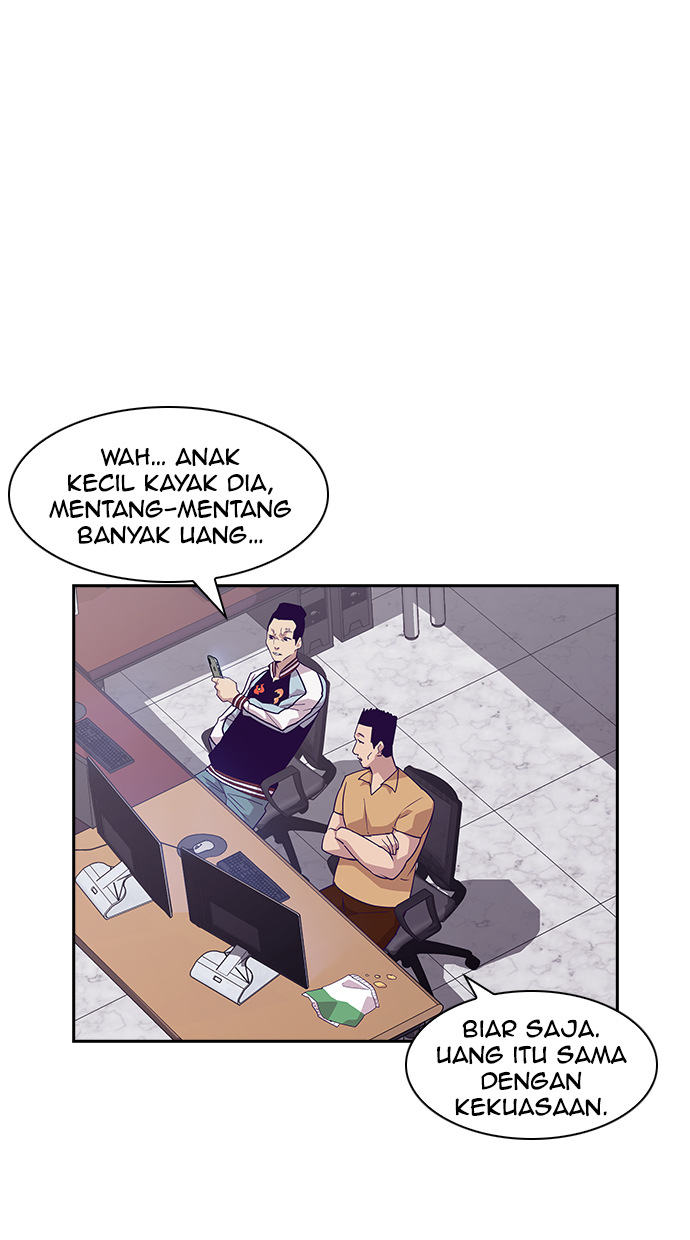 WAH... ANAK
KECIL KAYAK DIA,
MENTANG-MENTANG
BANYAK UANG...
BIAR SAJA.
UANG ITU SAMA
DENGAN
KEKUASAAN.